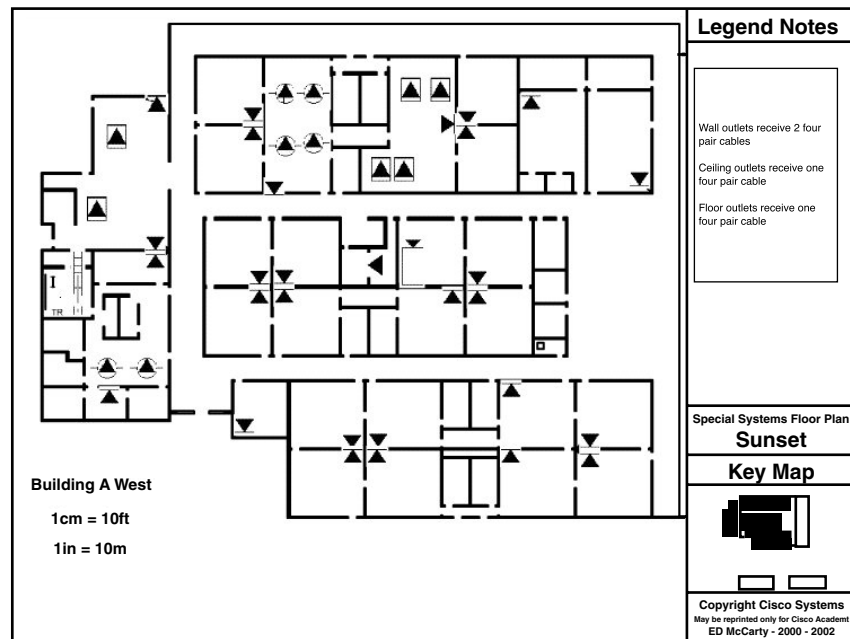 Legend Notes
Wall outlets receive 2 four
pair cables
Ceiling outlets receive one
four pair cable
Floor outlets receive one
four pair cable
TR
Building A West
1cm = 10ft
1in = 10m
Special Systems Floor Plan
Sunset
Key Map
Copyright Cisco Systems
May be reprinted only for Cisco Academt
ED McCarty - 2000 - 2002